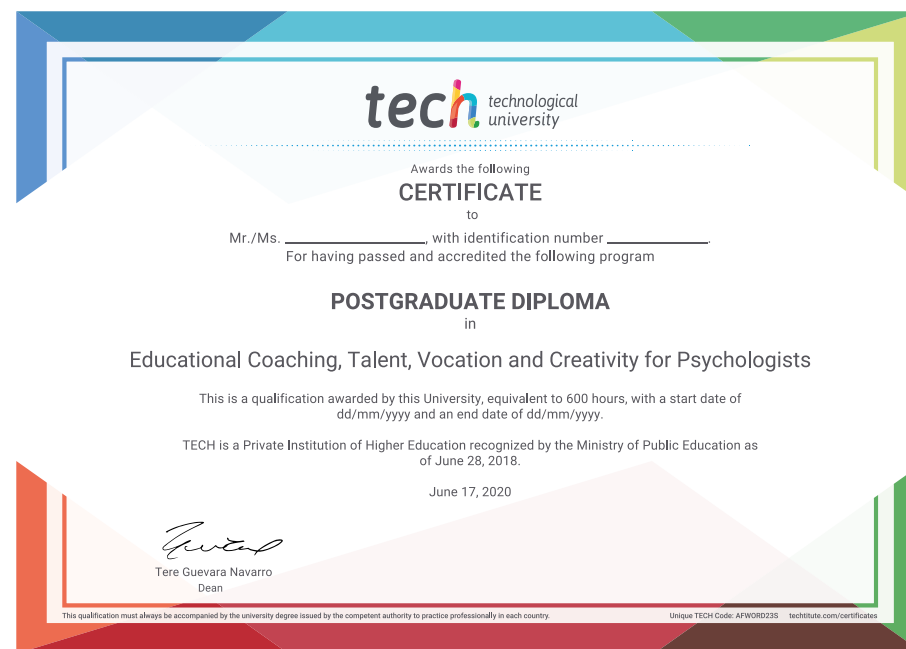 tech technological
university
Awards the following
CERTIFICATE
to
Mr./Ms. ____________________, with identification number ______________.
For having passed and accredited the following program
POSTGRADUATE DIPLOMA
in
Educational Coaching, Talent, Vocation and Creativity for Psychologists
This is a qualification awarded by this University, equivalent to 600 hours, with a start date of
dd/mm/yyyy and an end date of dd/mm/yyyy.
TECH is a Private Institution of Higher Education recognized by the Ministry of Public Education as
of June 28, 2018.
June 17, 2020
Tere Guevara Navarro
Dean
This qualification must always be accompanied by the university degree issued by the competent authority to practice professionally in each country. Unique TECH Code: AFWORD23S techtitute.com/certificates